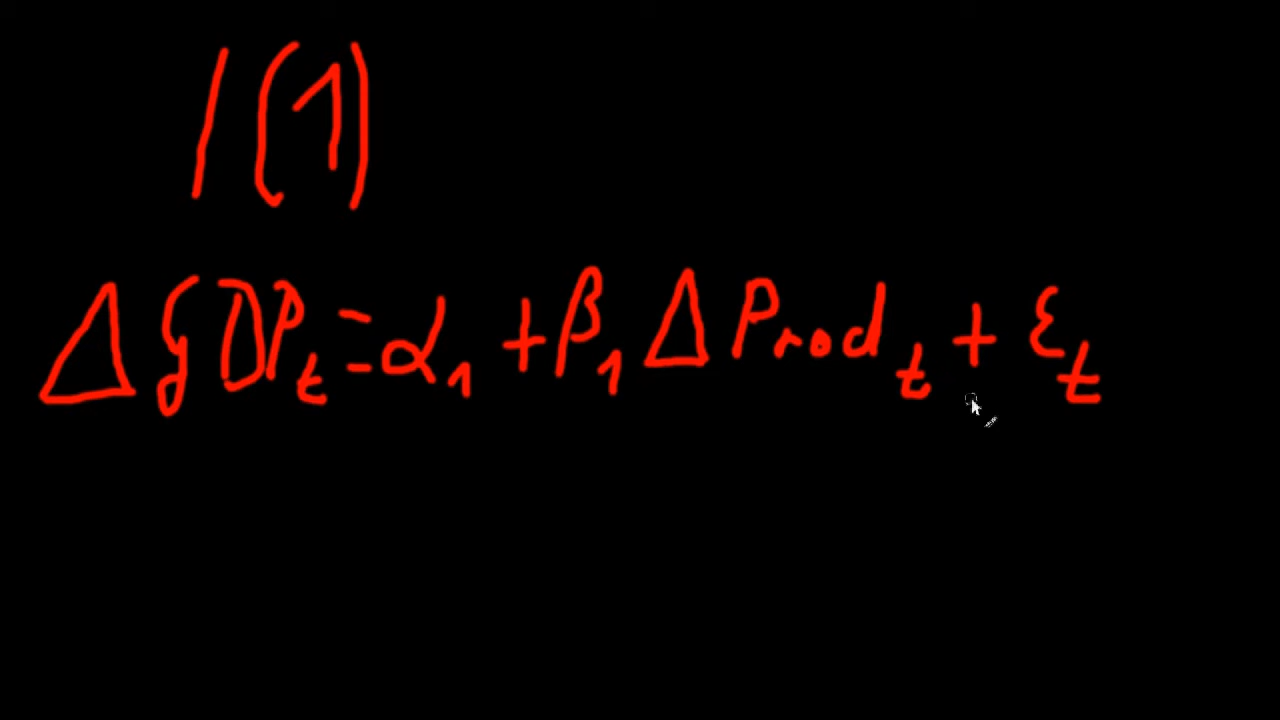 I(1)
ΔGDPₜ = α₁ + β₁ ΔProdₜ + εₜ